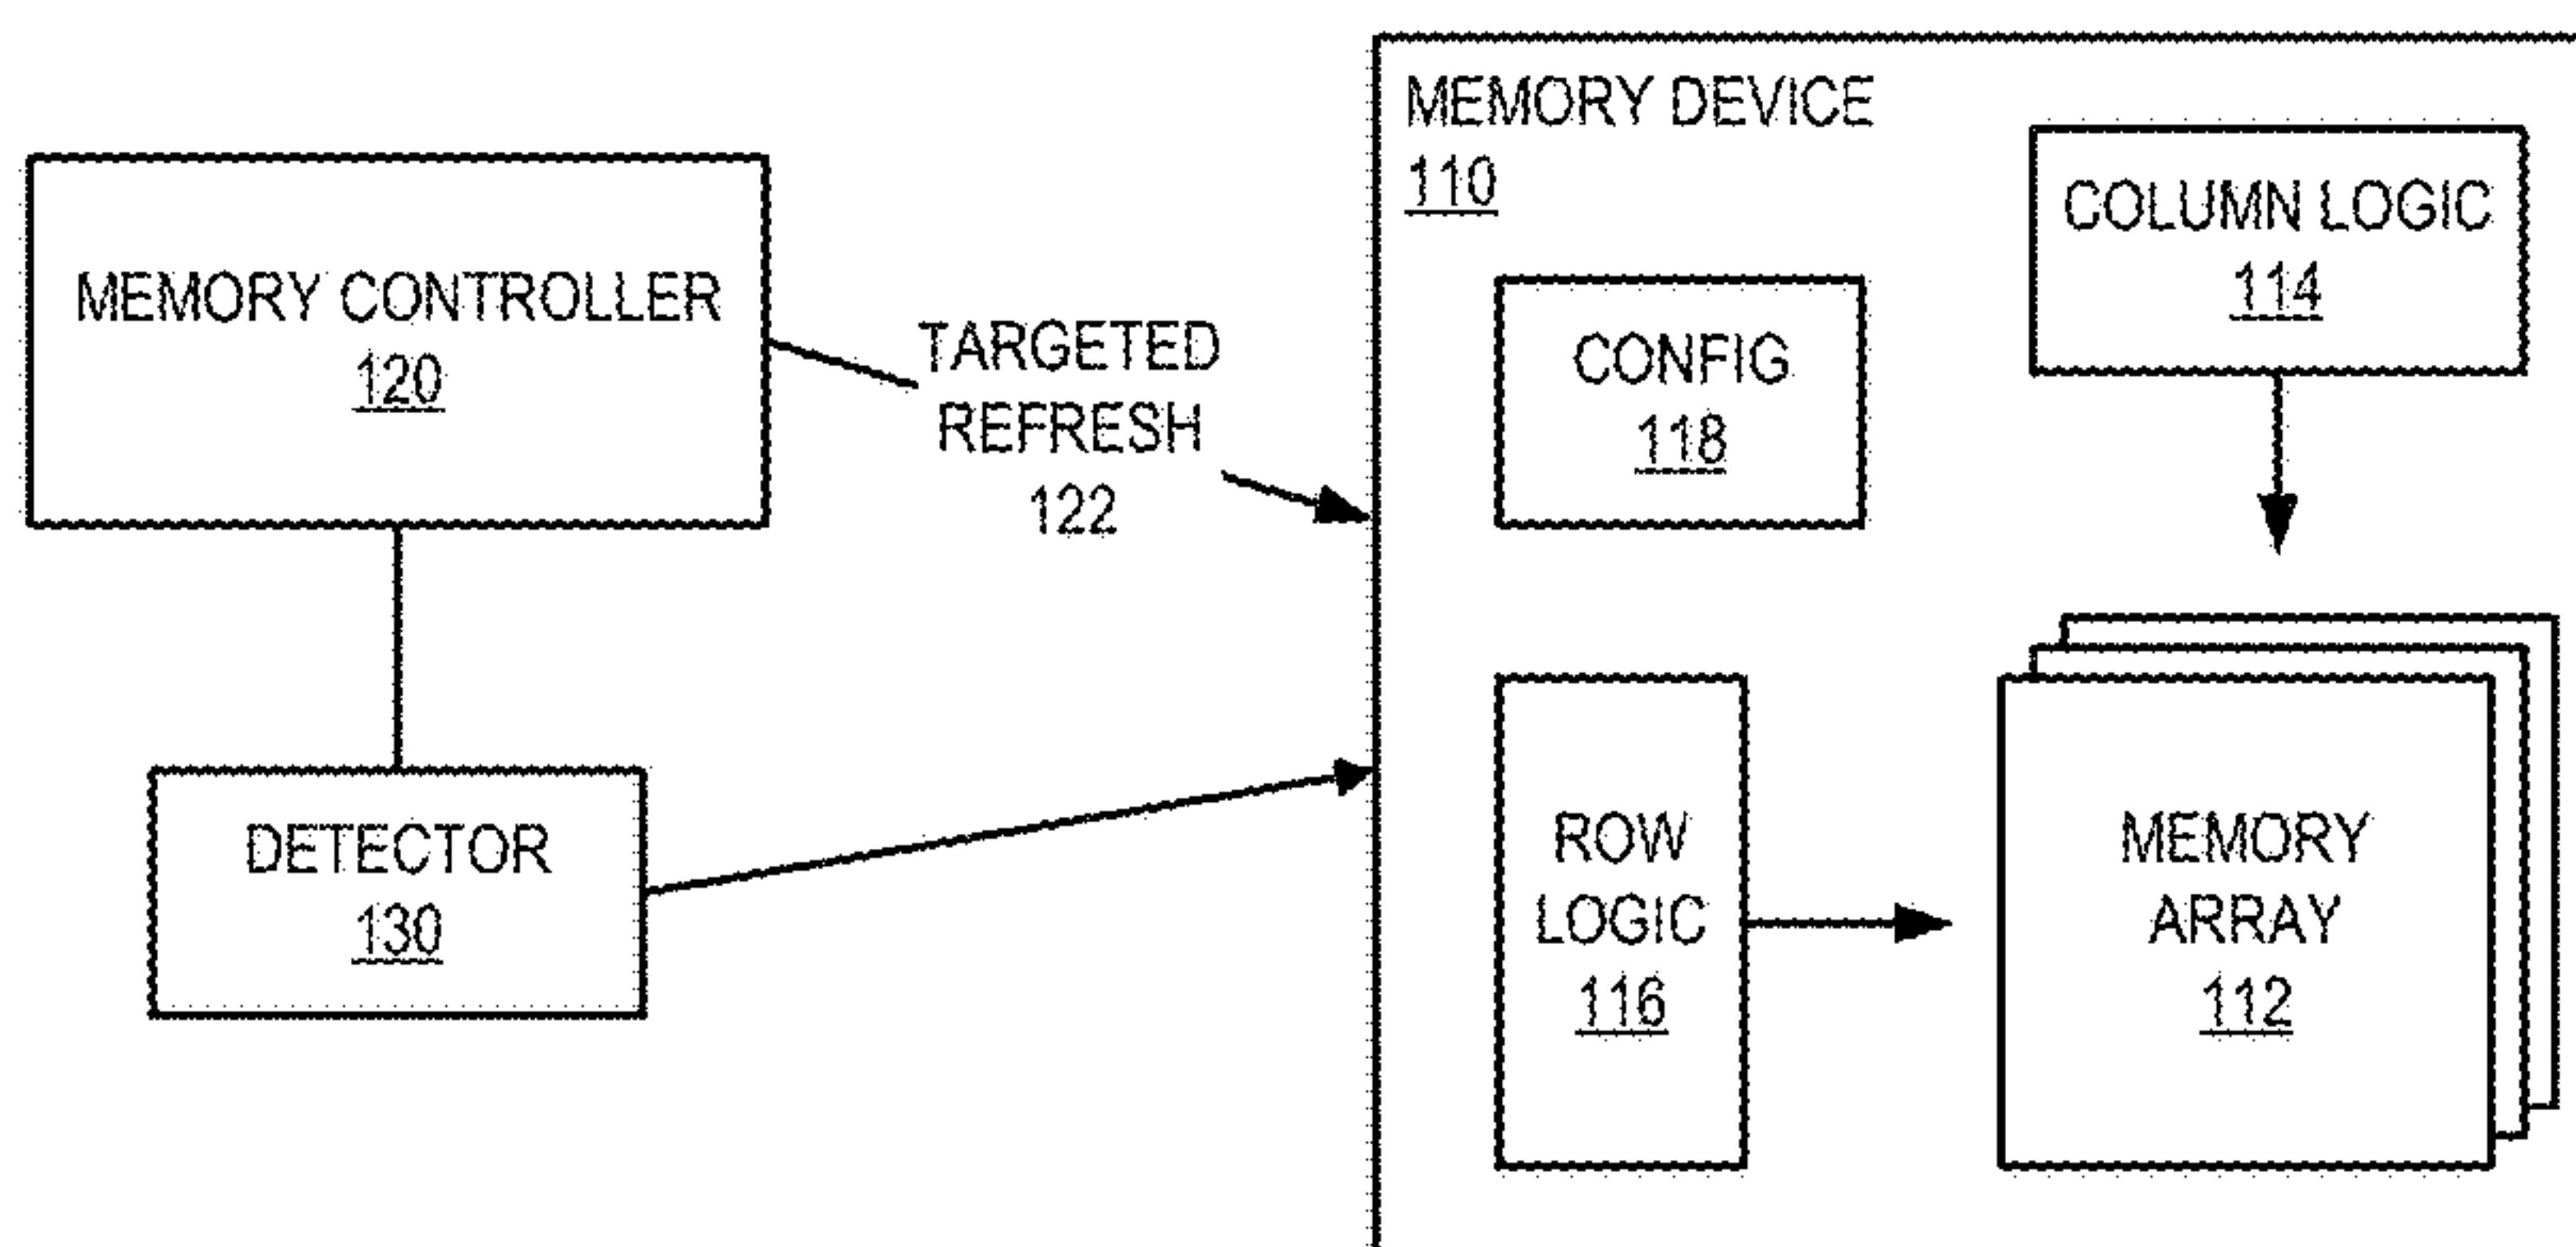 MEMORY CONTROLLER
120
TARGETED
REFRESH
122
DETECTOR
130
MEMORY DEVICE
110
CONFIG
118
COLUMN LOGIC
114
ROW
LOGIC
116
MEMORY
ARRAY
112